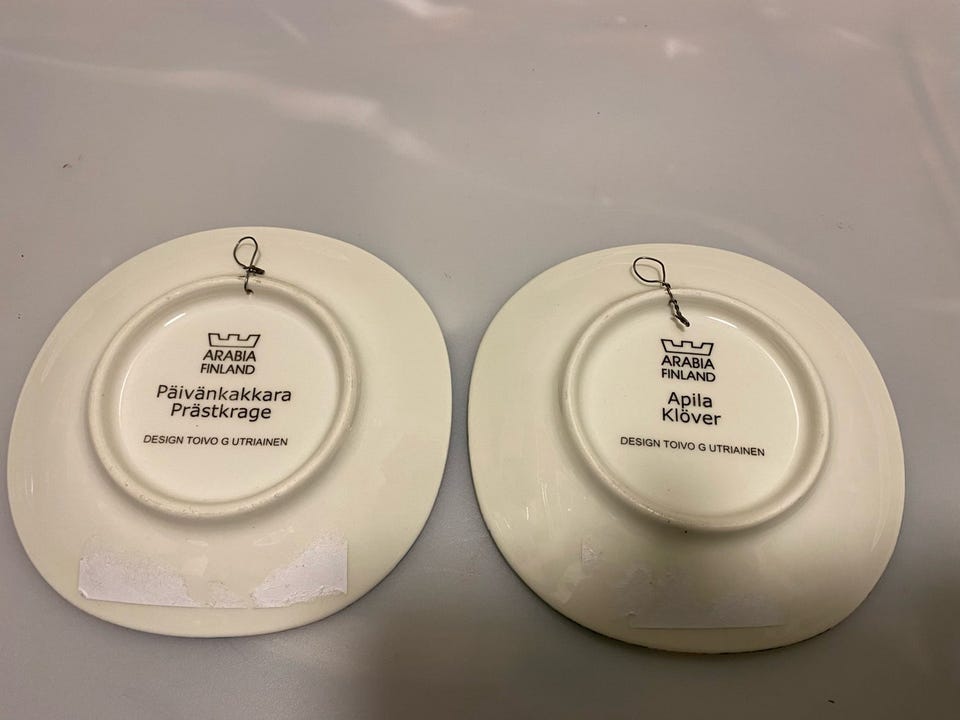 ARABIA
FINLAND
Päivänkakkara
Prästkrage
DESIGN TOIVO G UTRIAINEN
ARABIA
FINLAND
Apila
Klöver
DESIGN TOIVO G UTRIAINEN